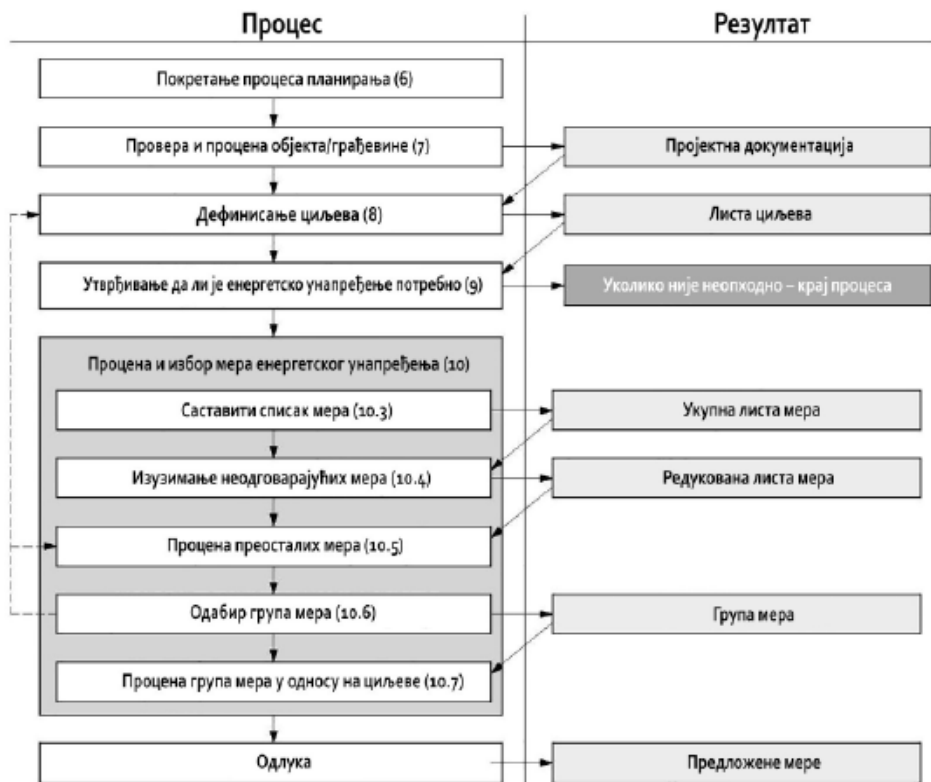 Процес
Резултат
Покретање процеса планирања (6)
Провера и процена објекта/грађевине (7)
Пројектна документација
Дефинисање циљева (8)
Листа циљева
Утврђивање да ли је енергетско унапређење потребно (9)
Уколико није неопходно – крај процеса
Процена и избор мера енергетског унапређења (10)
Саставити списак мера (10.3)
Укупна листа мера
Изузимање неодговарајућих мера (10.4)
Редукована листа мера
Процена преосталих мера (10.5)
Одабир група мера (10.6)
Група мера
Процена група мера у односу на циљеве (10.7)
Одлука
Предложене мере